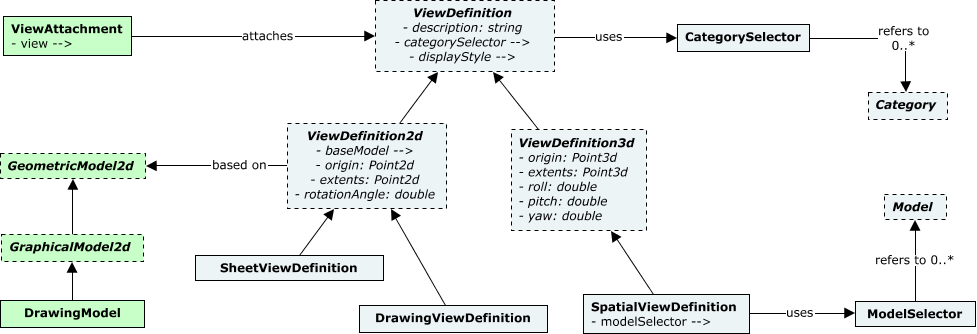 ViewAttachment
- view -->
attaches
ViewDefinition
- description: string
- categorySelector -->
- displayStyle -->
uses
CategorySelector
refers to
0..*
Category
GeometricModel2d
based on
ViewDefinition2d
- baseModel -->
- origin: Point2d
- extents: Point2d
- rotationAngle: double
ViewDefinition3d
- origin: Point3d
- extents: Point3d
- roll: double
- pitch: double
- yaw: double
Model
GraphicalModel2d
SheetViewDefinition
refers to 0..*
DrawingModel
DrawingViewDefinition
SpatialViewDefinition
- modelSelector -->
uses
ModelSelector